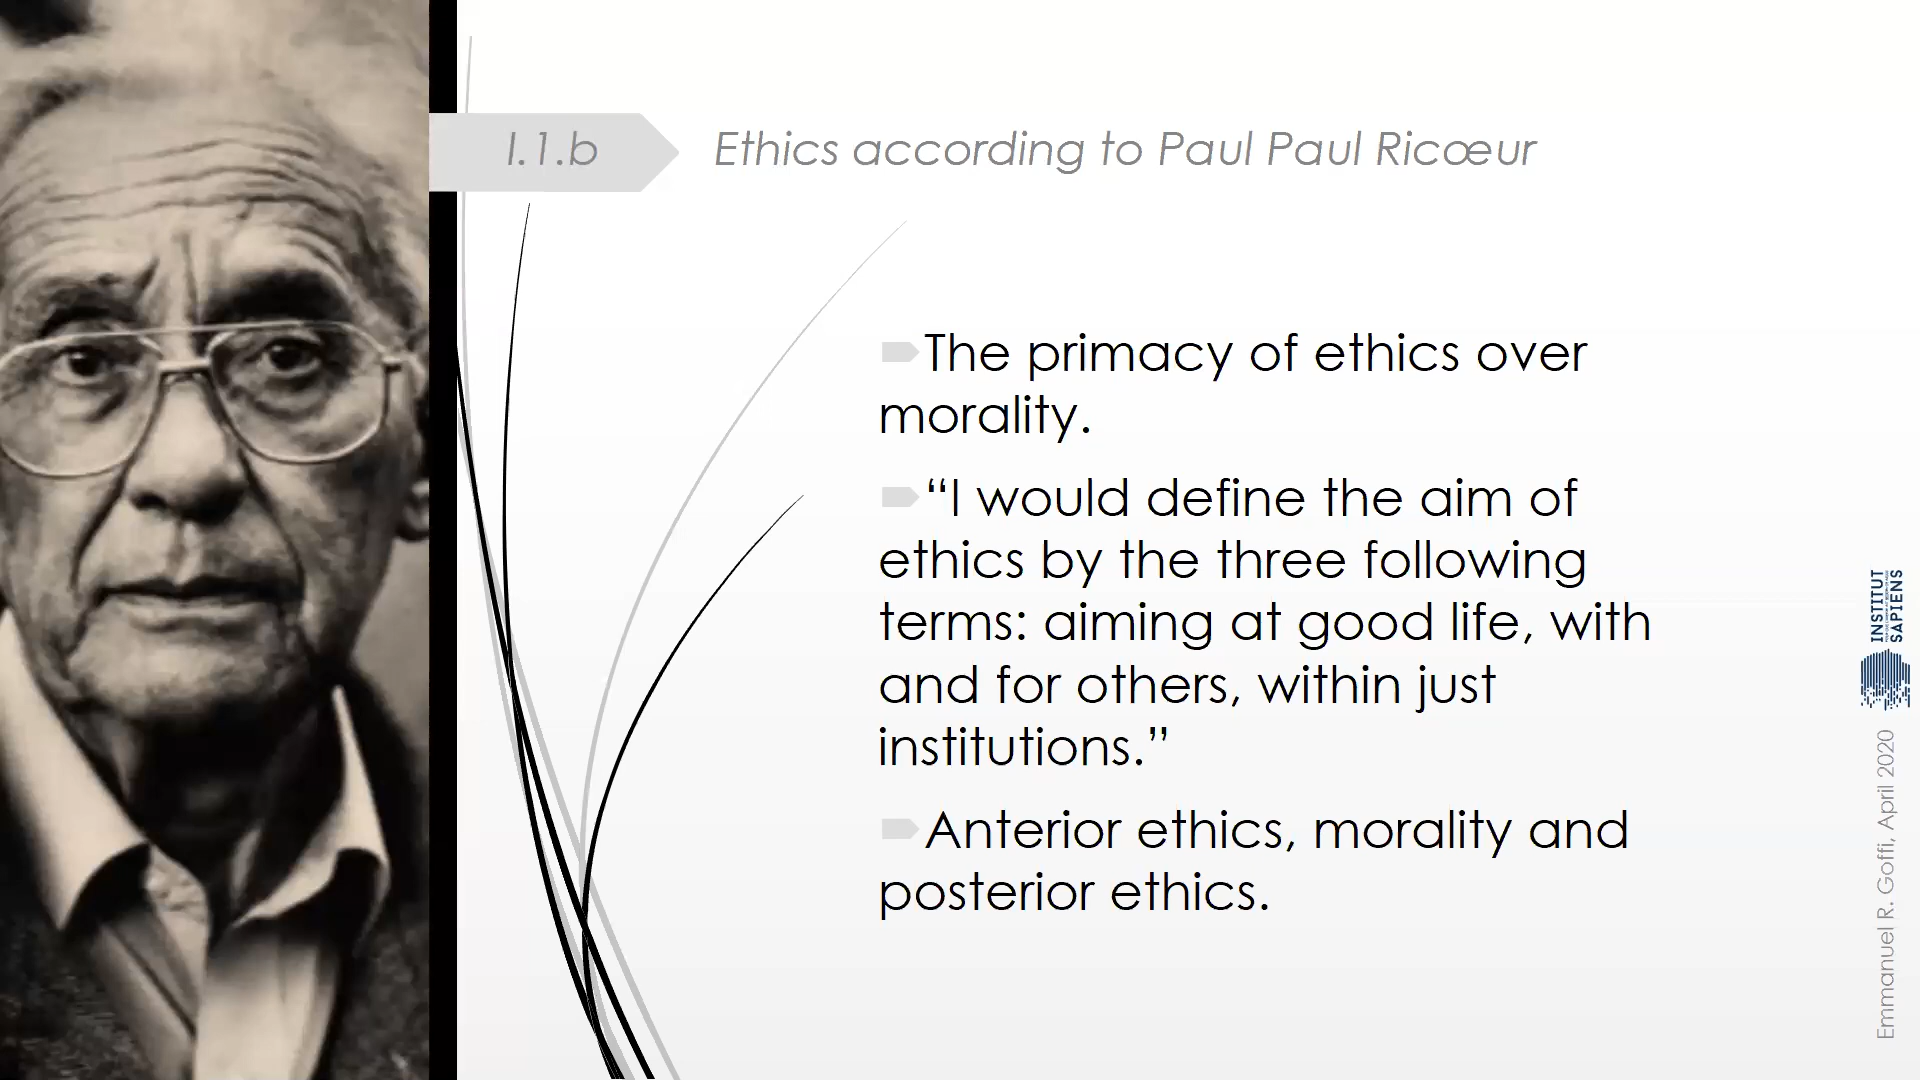 I.1.b
Ethics according to Paul Paul Ricœur
The primacy of ethics over
morality.
“I would define the aim of
ethics by the three following
terms: aiming at good life, with
and for others, within just
institutions.”
Anterior ethics, morality and
posterior ethics.
INSTITUT
SAPIENS
Emmanuel R. Goffi, April 2020